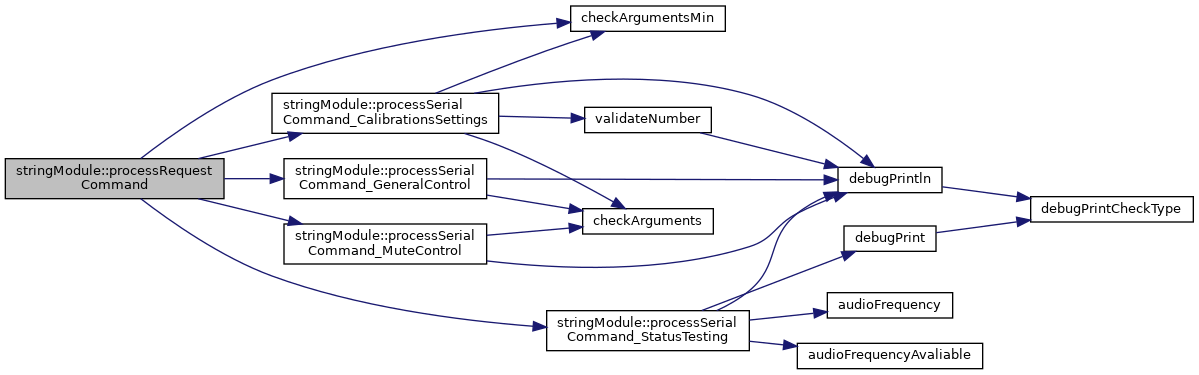 checkArgumentsMin
stringModule::processSerial
Command_CalibrationsSettings
validateNumber
stringModule::processRequest
Command
stringModule::processSerial
Command_GeneralControl
debugPrintln
checkArguments
debugPrintCheckType
stringModule::processSerial
Command_MuteControl
debugPrint
audioFrequency
stringModule::processSerial
Command_StatusTesting
audioFrequencyAvaliable